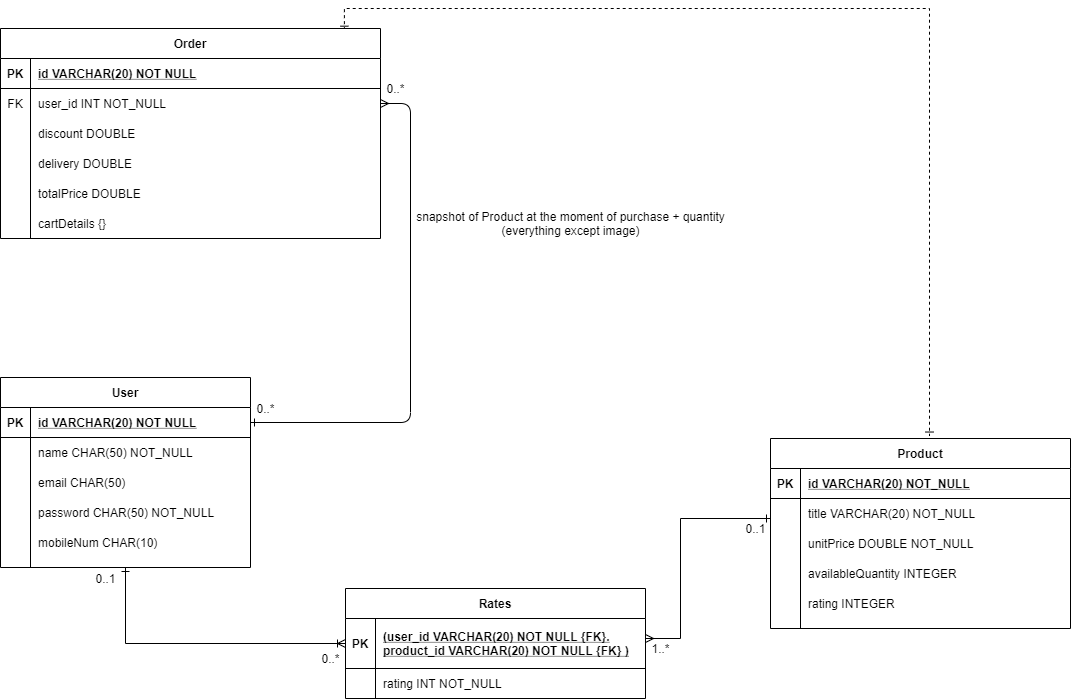 Order
PK id VARCHAR(20) NOT NULL
FK user_id INT NOT_NULL
discount DOUBLE
delivery DOUBLE
totalPrice DOUBLE
cartDetails {}
0..*
snapshot of Product at the moment of purchase + quantity
(everything except image)
User
PK id VARCHAR(20) NOT NULL
name CHAR(50) NOT_NULL
email CHAR(50)
password CHAR(50) NOT_NULL
mobileNum CHAR(10)
0..*
0..1
Product
PK id VARCHAR(20) NOT_NULL
title VARCHAR(20) NOT_NULL
unitPrice DOUBLE NOT_NULL
availableQuantity INTEGER
rating INTEGER
0..1
Rates
PK (user_id VARCHAR(20) NOT NULL {FK},
product_id VARCHAR(20) NOT NULL {FK} )
rating INT NOT_NULL
0..*
1..*